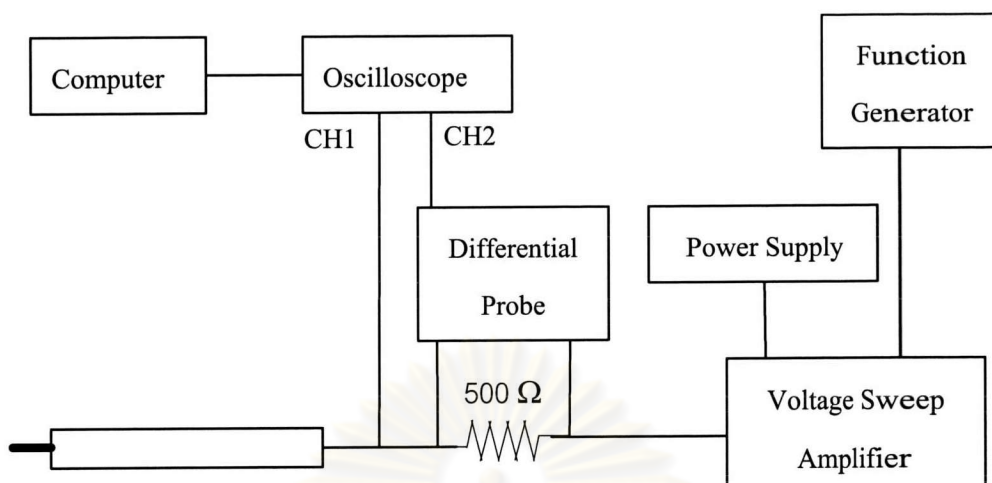 Function
Generator
Computer
Oscilloscope
CH1
CH2
Differential
Probe
Power Supply
500 Ω
Voltage Sweep
Amplifier